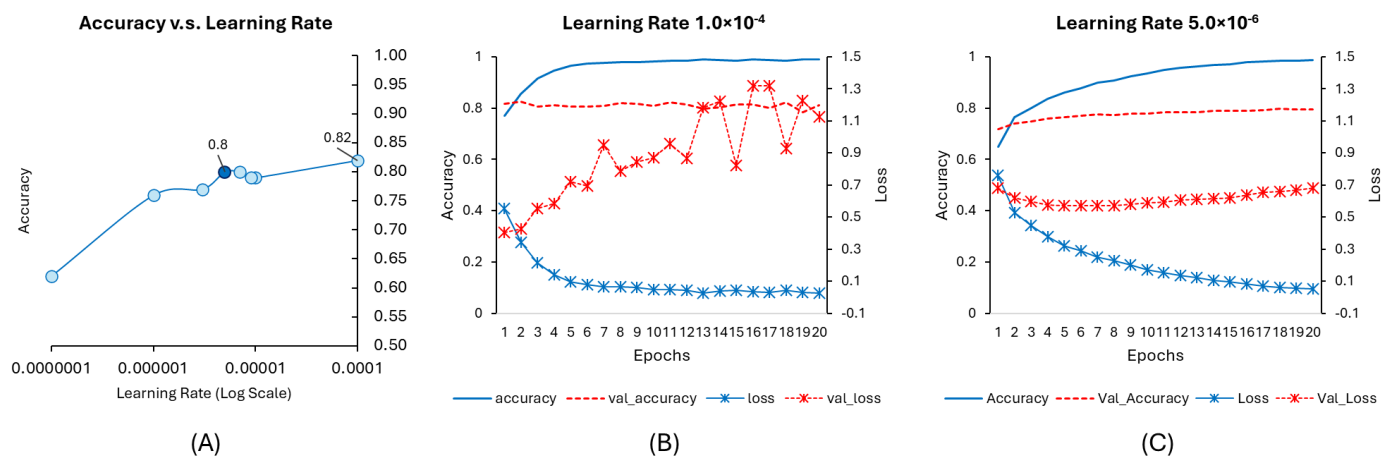 Accuracy v.s. Learning Rate
1.00
0.95
0.90
0.85
0.80
0.75
0.70
0.65
0.60
0.55
0.50
0.8
0.82
Accuracy
0.0000001 0.000001 0.00001 0.0001
Learning Rate (Log Scale)
(A)
Learning Rate 1.0×10⁻⁴
1
0.8
0.6
0.4
0.2
0
Accuracy
1.5
1.3
1.1
0.9
0.7
0.5
0.3
0.1
-0.1
Loss
1 2 3 4 5 6 7 8 9 10 11 12 13 14 15 16 17 18 19 20
Epochs
accuracy val_accuracy loss val_loss
(B)
Learning Rate 5.0×10⁻⁶
1
0.8
0.6
0.4
0.2
0
Accuracy
1.5
1.3
1.1
0.9
0.7
0.5
0.3
0.1
-0.1
Loss
1 2 3 4 5 6 7 8 9 10 11 12 13 14 15 16 17 18 19 20
Epochs
Accuracy Val_Accuracy Loss Val_Loss
(C)